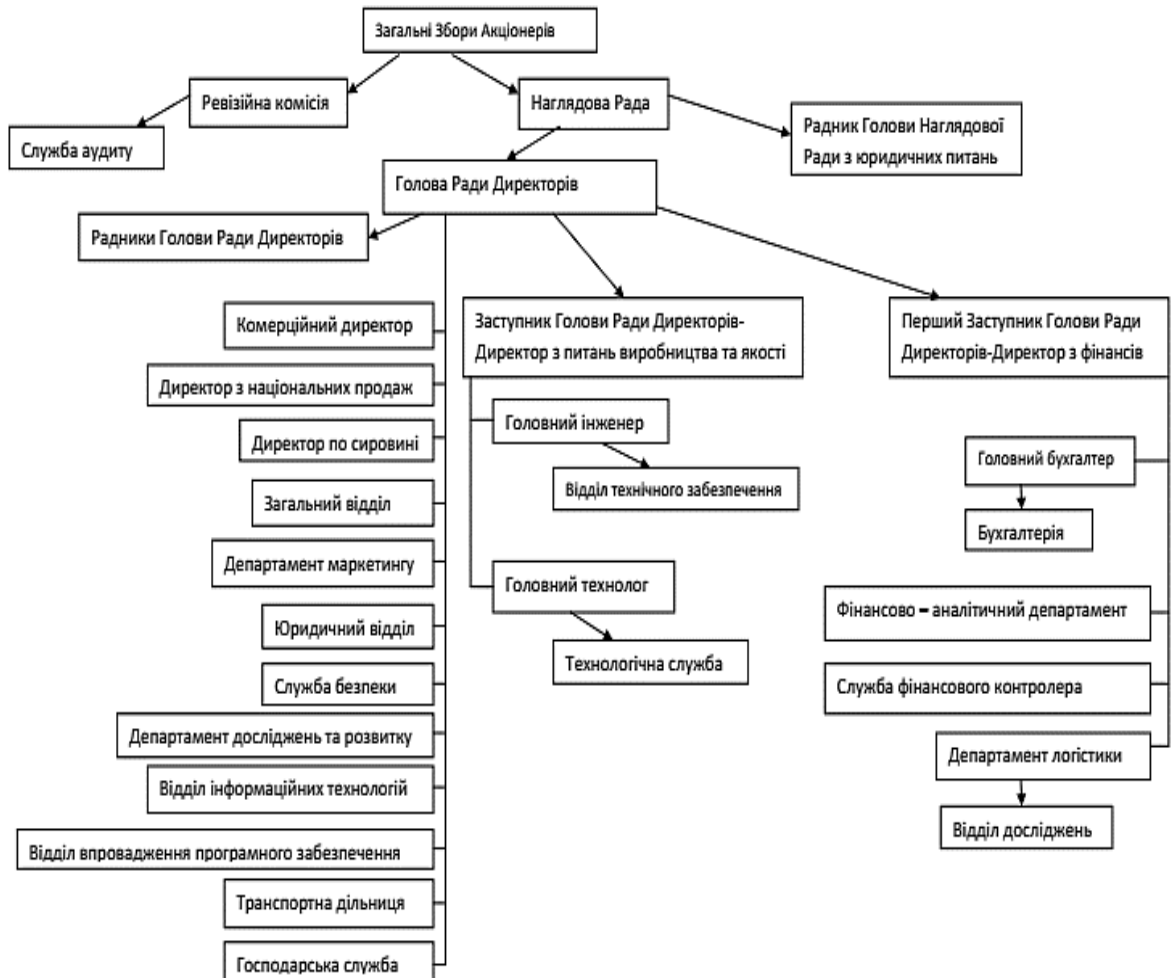 Загальні Збори Акціонерів
Ревізійна комісія
Наглядова Рада
Служба аудиту
Радник Голови Наглядової
Ради з юридичних питань
Голова Ради Директорів
Радники Голови Ради Директорів
Комерційний директор
Директор з національних продаж
Директор по сировині
Загальний відділ
Департамент маркетингу
Юридичний відділ
Служба безпеки
Департамент досліджень та розвитку
Відділ інформаційних технологій
Відділ впровадження програмного забезпечення
Транспортна дільниця
Господарська служба
Заступник Голови Ради Директорів-
Директор з питань виробництва та якості
Головний інженер
Відділ технічного забезпечення
Головний технолог
Технологічна служба
Перший Заступник Голови Ради
Директорів-Директор з фінансів
Головний бухгалтер
Бухгалтерія
Фінансово – аналітичний департамент
Служба фінансового контролера
Департамент логістики
Відділ досліджень